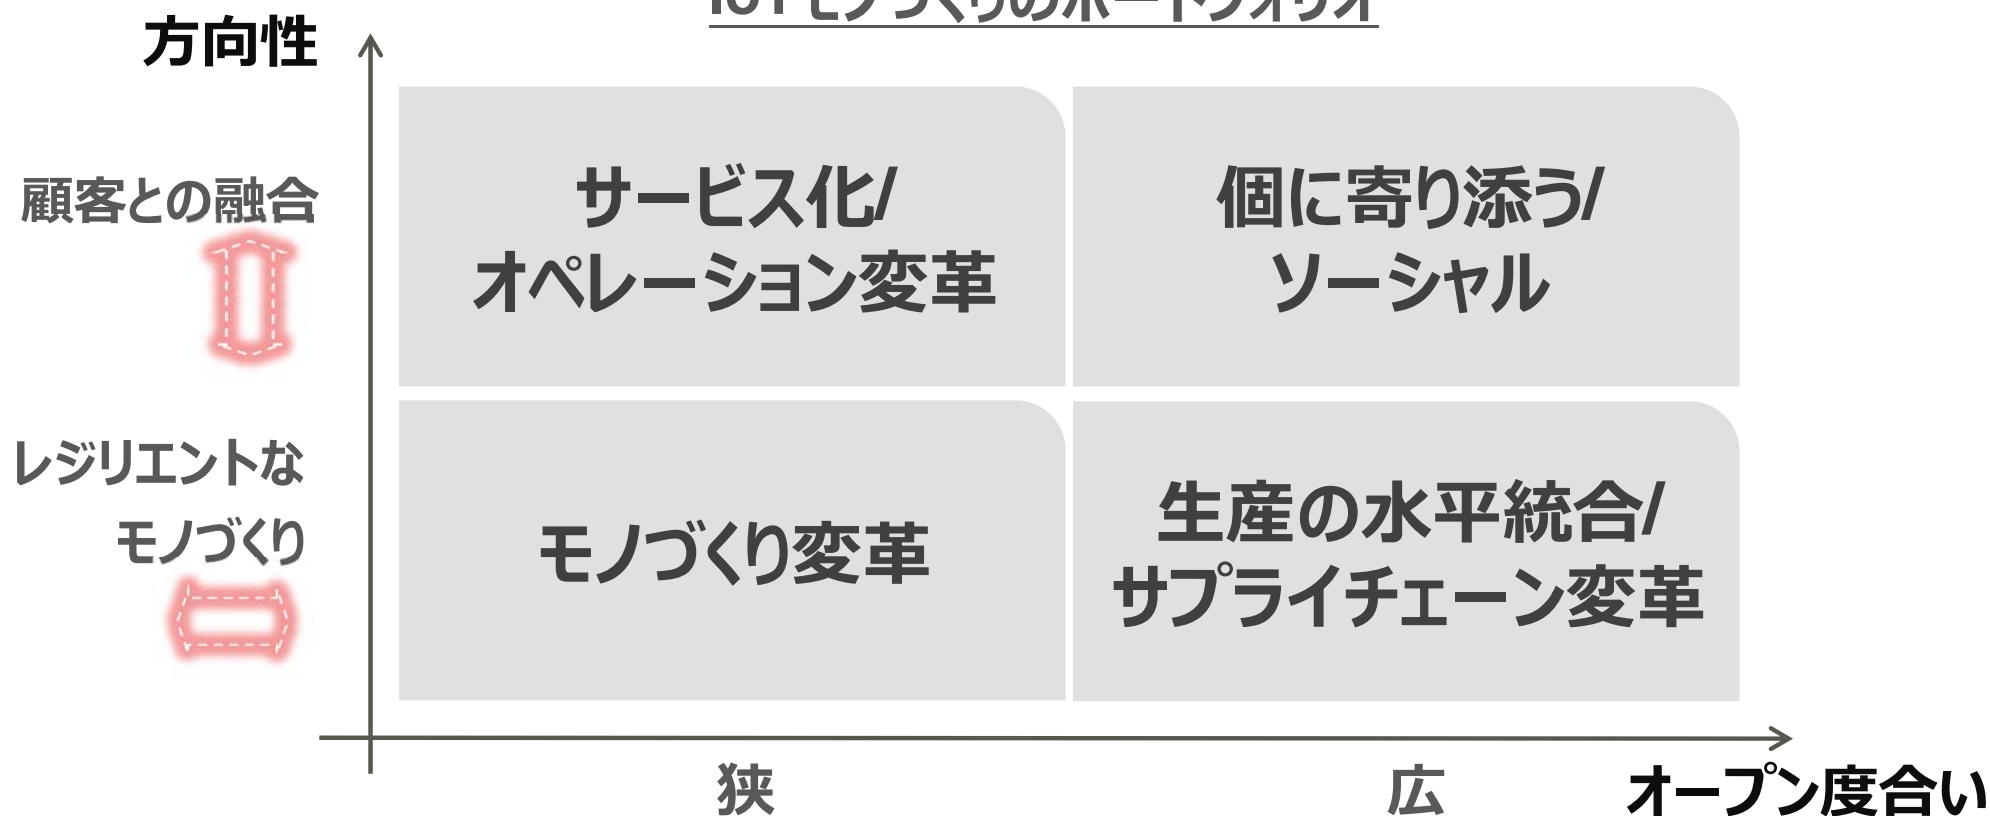 方向性
顧客との融合
サービス化/
オペレーション変革
個に寄り添う/
ソーシャル
レジリエントな
モノづくり
モノづくり変革
生産の水平統合/
サプライチェーン変革
狭
広
オープン度合い